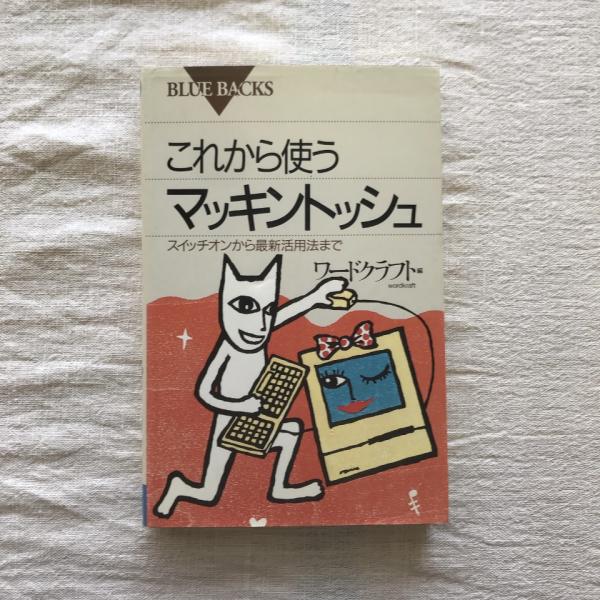 BLUE BACKS
これから使う
マッキントッシュ
スイッチオンから最新活用法まで
ワードクラフト編
wordkraft